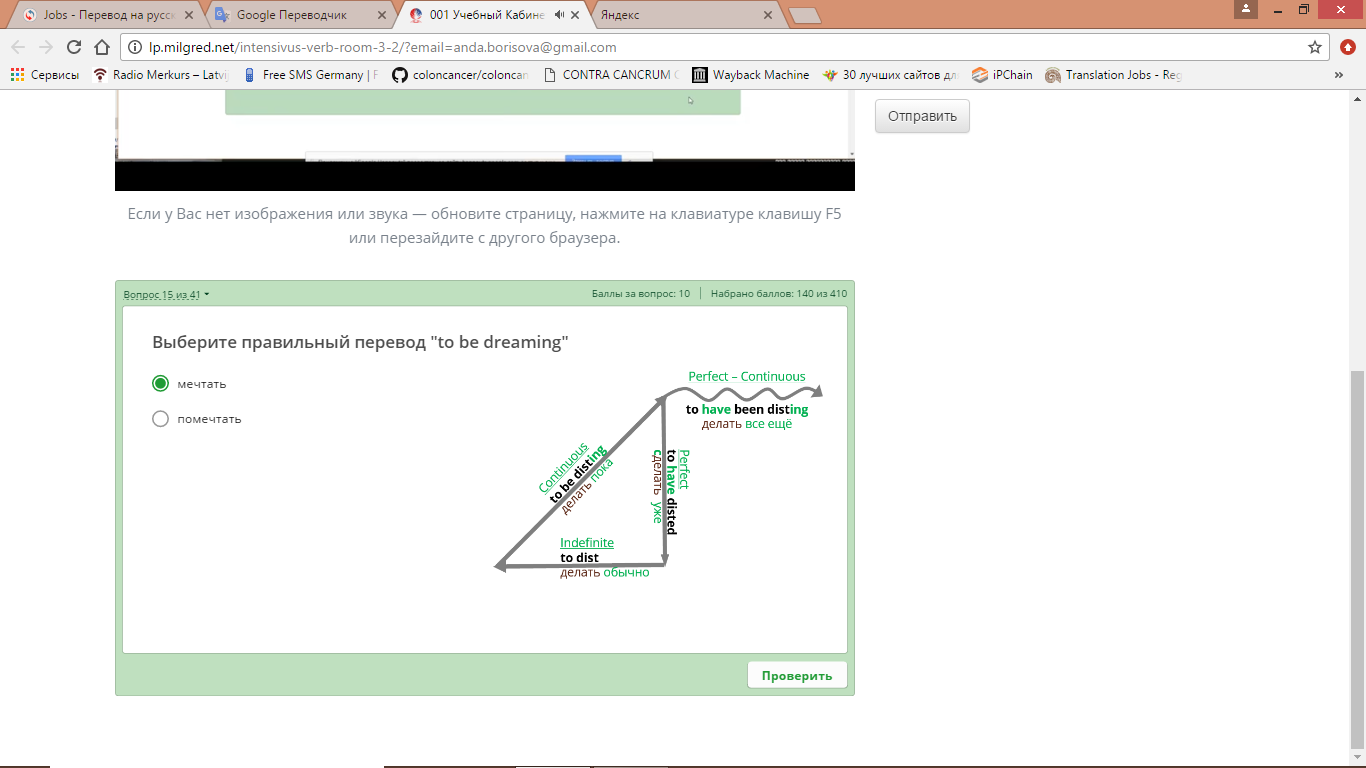 Jobs - Перевод на русск
Google Переводчик
001 Учебный Кабине
Яндекс
lp.milgred.net/intensivus-verb-room-3-2/?email=anda.borisova@gmail.com
Сервисы
Radio Merkurs – Latvij
Free SMS Germany | F
coloncancer/coloncan
CONTRA CANCRUM C
Wayback Machine
30 лучших сайтов дл
iPChain
Translation Jobs - Reg
»
Отправить
Если у Вас нет изображения или звука — обновите страницу, нажмите на клавиатуре клавишу F5
или перезайдите с другого браузера.
Вопрос 15 из 41
Баллы за вопрос: 10 | Набрано баллов: 140 из 410
Выберите правильный перевод "to be dreaming"
мечтать
помечтать
Perfect – Continuous
to have been disting
делать все ещё
Continuous
to be disting
делать пока
Perfect
to have disted
сделать уже
Indefinite
to dist
делать обычно
Проверить